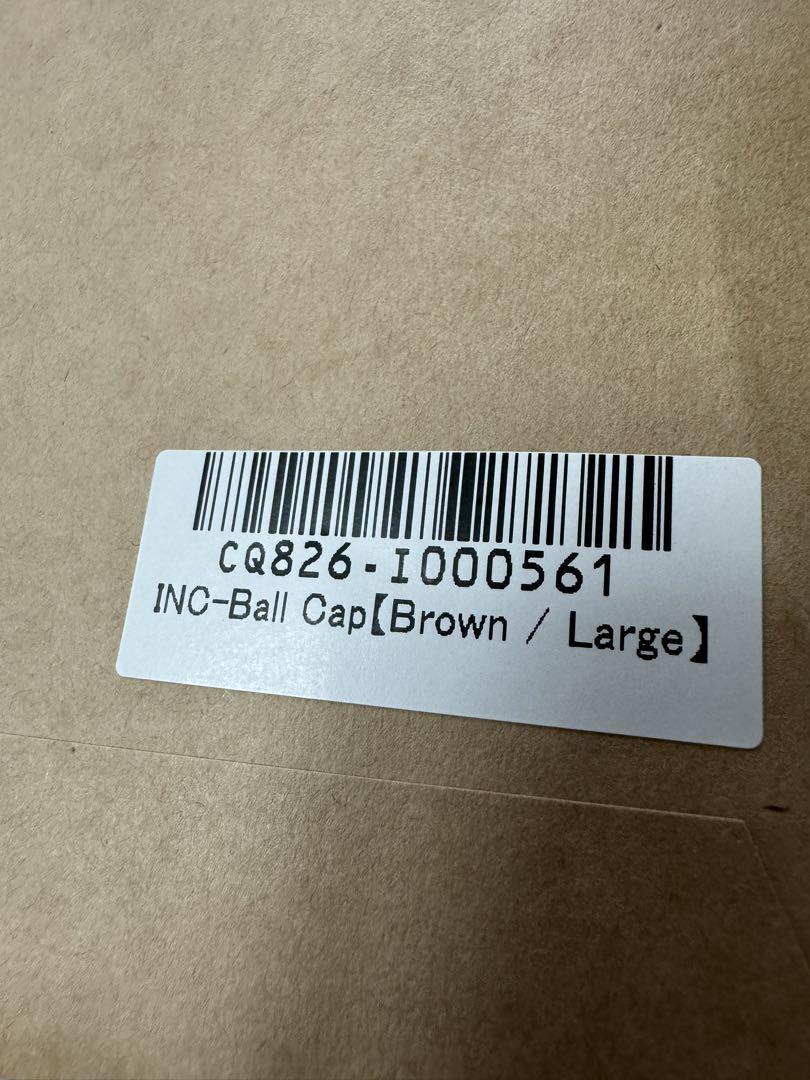 CQ826-I000561
INC-Ball Cap【Brown / Large】